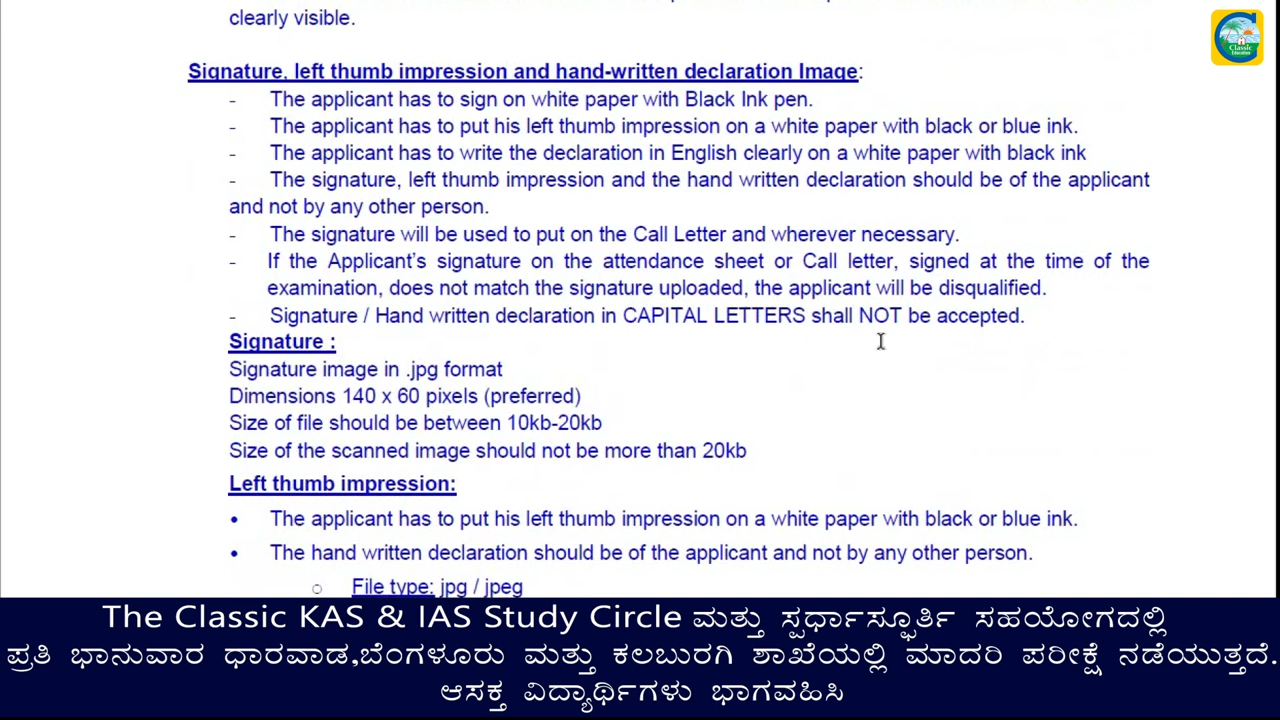 clearly visible.
Classic
Education
Signature, left thumb impression and hand-written declaration Image:
- The applicant has to sign on white paper with Black Ink pen.
- The applicant has to put his left thumb impression on a white paper with black or blue ink.
- The applicant has to write the declaration in English clearly on a white paper with black ink
- The signature, left thumb impression and the hand written declaration should be of the applicant
and not by any other person.
- The signature will be used to put on the Call Letter and wherever necessary.
- If the Applicant's signature on the attendance sheet or Call letter, signed at the time of the
examination, does not match the signature uploaded, the applicant will be disqualified.
- Signature / Hand written declaration in CAPITAL LETTERS shall NOT be accepted.
Signature :
Signature image in .jpg format
Dimensions 140 x 60 pixels (preferred)
Size of file should be between 10kb-20kb
Size of the scanned image should not be more than 20kb
Left thumb impression:
• The applicant has to put his left thumb impression on a white paper with black or blue ink.
• The hand written declaration should be of the applicant and not by any other person.
○ File type: jpg / jpeg
The Classic KAS & IAS Study Circle ಮತ್ತು ಸ್ಪರ್ಧಾಸ್ಫೂರ್ತಿ ಸಹಯೋಗದಲ್ಲಿ
ಪ್ರತಿ ಭಾನುವಾರ ಧಾರವಾಡ,ಬೆಂಗಳೂರು ಮತ್ತು ಕಲಬುರಗಿ ಶಾಖೆಯಲ್ಲಿ ಮಾದರಿ ಪರೀಕ್ಷೆ ನಡೆಯುತ್ತದೆ.
ಆಸಕ್ತ ವಿದ್ಯಾರ್ಥಿಗಳು ಭಾಗವಹಿಸಿ